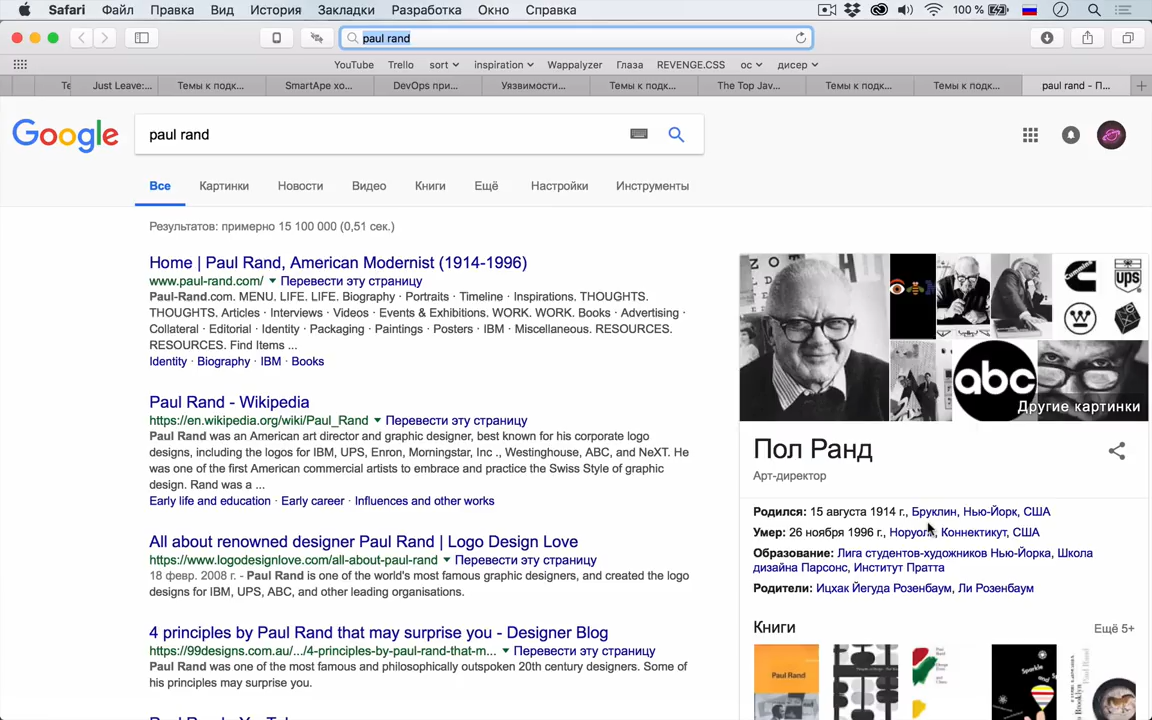 Safari Файл Правка Вид История Закладки Разработка Окно Справка 100 %
paul rand
YouTube Trello sort inspiration Wappalyzer Глаза REVENGE.CSS ос дисер
Те Just Leave:... Темы к подк... SmartApe хо... DevOps при... Уязвимости... Темы к подк... The Top Jav... Темы к подк... Темы к подк... paul rand - П...
Google paul rand
Все Картинки Новости Видео Книги Ещё Настройки Инструменты
Результатов: примерно 15 100 000 (0,51 сек.)
Home | Paul Rand, American Modernist (1914-1996)
www.paul-rand.com/ Перевести эту страницу
Paul-Rand.com. MENU. LIFE. LIFE. Biography · Portraits · Timeline · Inspirations. THOUGHTS.
THOUGHTS. Articles · Interviews · Videos · Events & Exhibitions. WORK. WORK. Books · Advertising ·
Collateral · Editorial · Identity · Packaging · Paintings · Posters · IBM · Miscellaneous. RESOURCES.
RESOURCES. Find Items ...
Identity · Biography · IBM · Books
Paul Rand - Wikipedia
https://en.wikipedia.org/wiki/Paul_Rand Перевести эту страницу
Paul Rand was an American art director and graphic designer, best known for his corporate logo
designs, including the logos for IBM, UPS, Enron, Morningstar, Inc ., Westinghouse, ABC, and NeXT. He
was one of the first American commercial artists to embrace and practice the Swiss Style of graphic
design. Rand was a ...
Early life and education · Early career · Influences and other works
All about renowned designer Paul Rand | Logo Design Love
https://www.logodesignlove.com/all-about-paul-rand Перевести эту страницу
18 февр. 2008 г. - Paul Rand is one of the world's most famous graphic designers, and created the logo
designs for IBM, UPS, ABC, and other leading organisations.
4 principles by Paul Rand that may surprise you - Designer Blog
https://99designs.com.au/.../4-principles-by-paul-rand-that-m... Перевести эту страницу
Paul Rand was one of the most famous and philosophically outspoken 20th century designers. Some of
his principles may surprise you.
Cummins
ups
abc
Другие картинки
Пол Ранд
Арт-директор
Родился: 15 августа 1914 г., Бруклин, Нью-Йорк, США
Умер: 26 ноября 1996 г., Норуолк, Коннектикут, США
Образование: Лига студентов-художников Нью-Йорка, Школа
дизайна Парсонс, Институт Пратта
Родители: Ицхак Йегуда Розенбаум, Ли Розенбаум
Книги Ещё 5+
Paul Rand